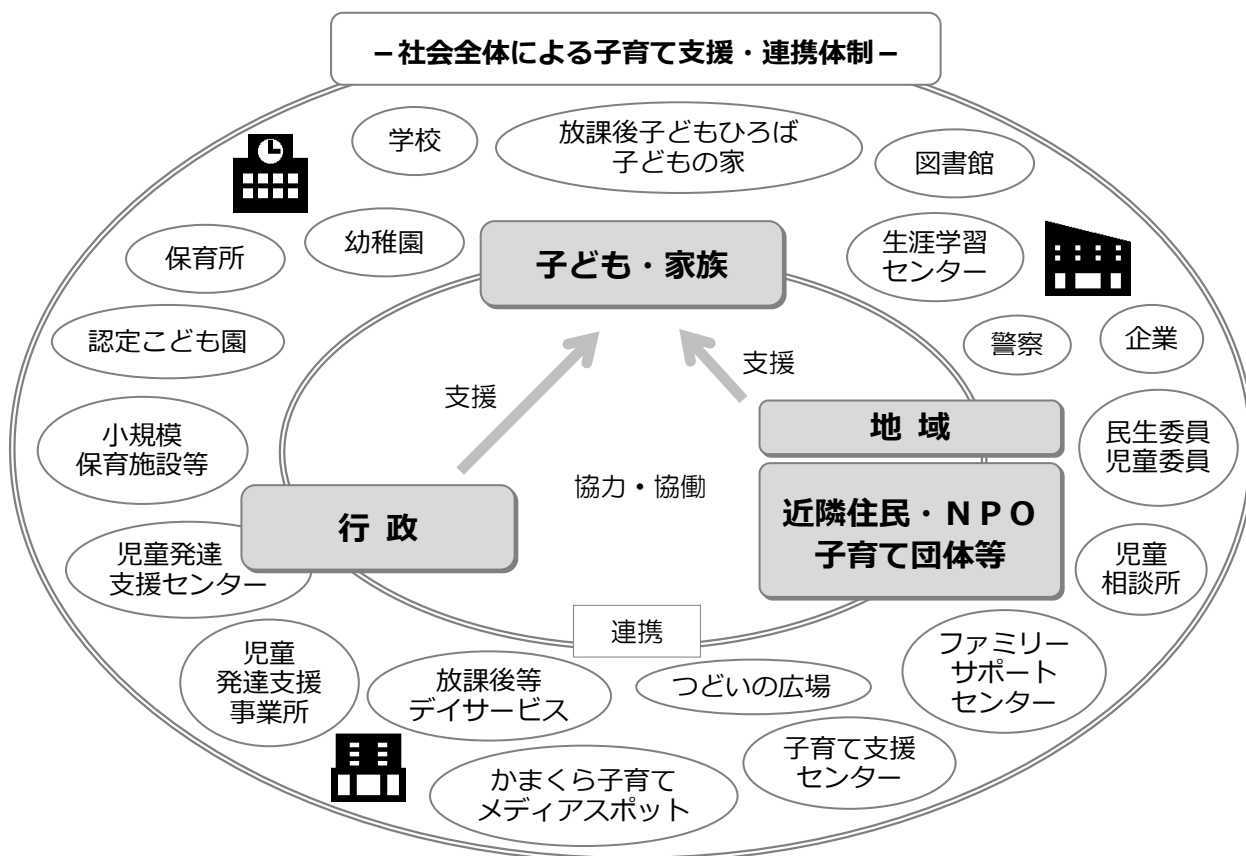 －社会全体による子育て支援・連携体制－
学校
放課後子どもひろば
子どもの家
図書館
保育所
幼稚園
子ども・家族
生涯学習
センター
認定こども園
警察
企業
支援
支援
小規模
保育施設等
地 域
民生委員
児童委員
協力・協働
行 政
近隣住民・ＮＰＯ
子育て団体等
児童発達
支援センター
児童
相談所
連携
児童
発達支援
事業所
放課後等
デイサービス
つどいの広場
ファミリー
サポート
センター
かまくら子育て
メディアスポット
子育て支援
センター